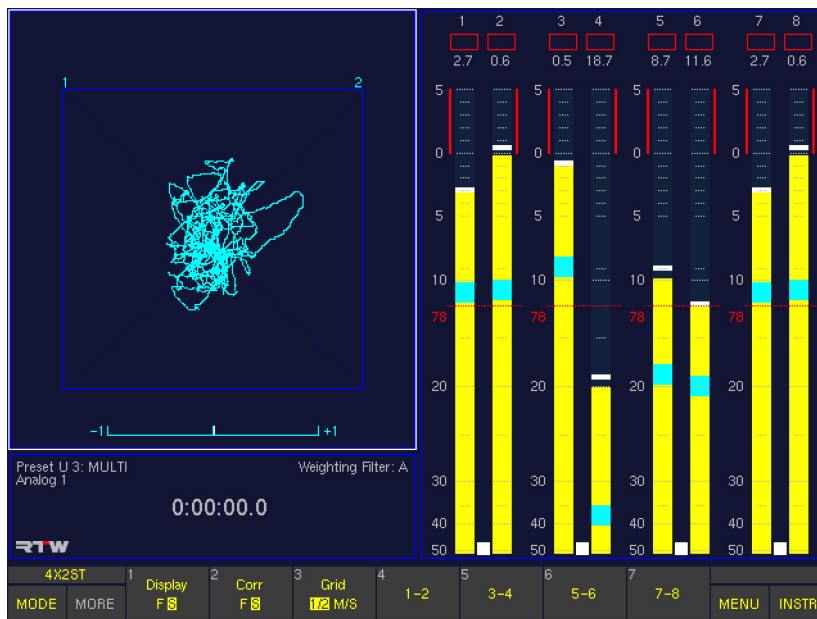 1 2 3 4 5 6 7 8
2.7 0.6 0.5 18.7 8.7 11.6 2.7 0.6
1 2
5 5 5 5
0 0 0 0
5 5 5 5
10 10 10 10
78 78 78 78
20 20 20 20
-1 +1
30 30 30 30
40 40 40 40
50 50 50 50
Preset U 3: MULTI Weighting Filter: A
Analog 1
0:00:00.0
RTW
4X2ST 1 Display 2 Corr 3 Grid 4 1-2 5 3-4 6 5-6 7 7-8
MODE MORE F S F S 1/2 M/S MENU INSTR